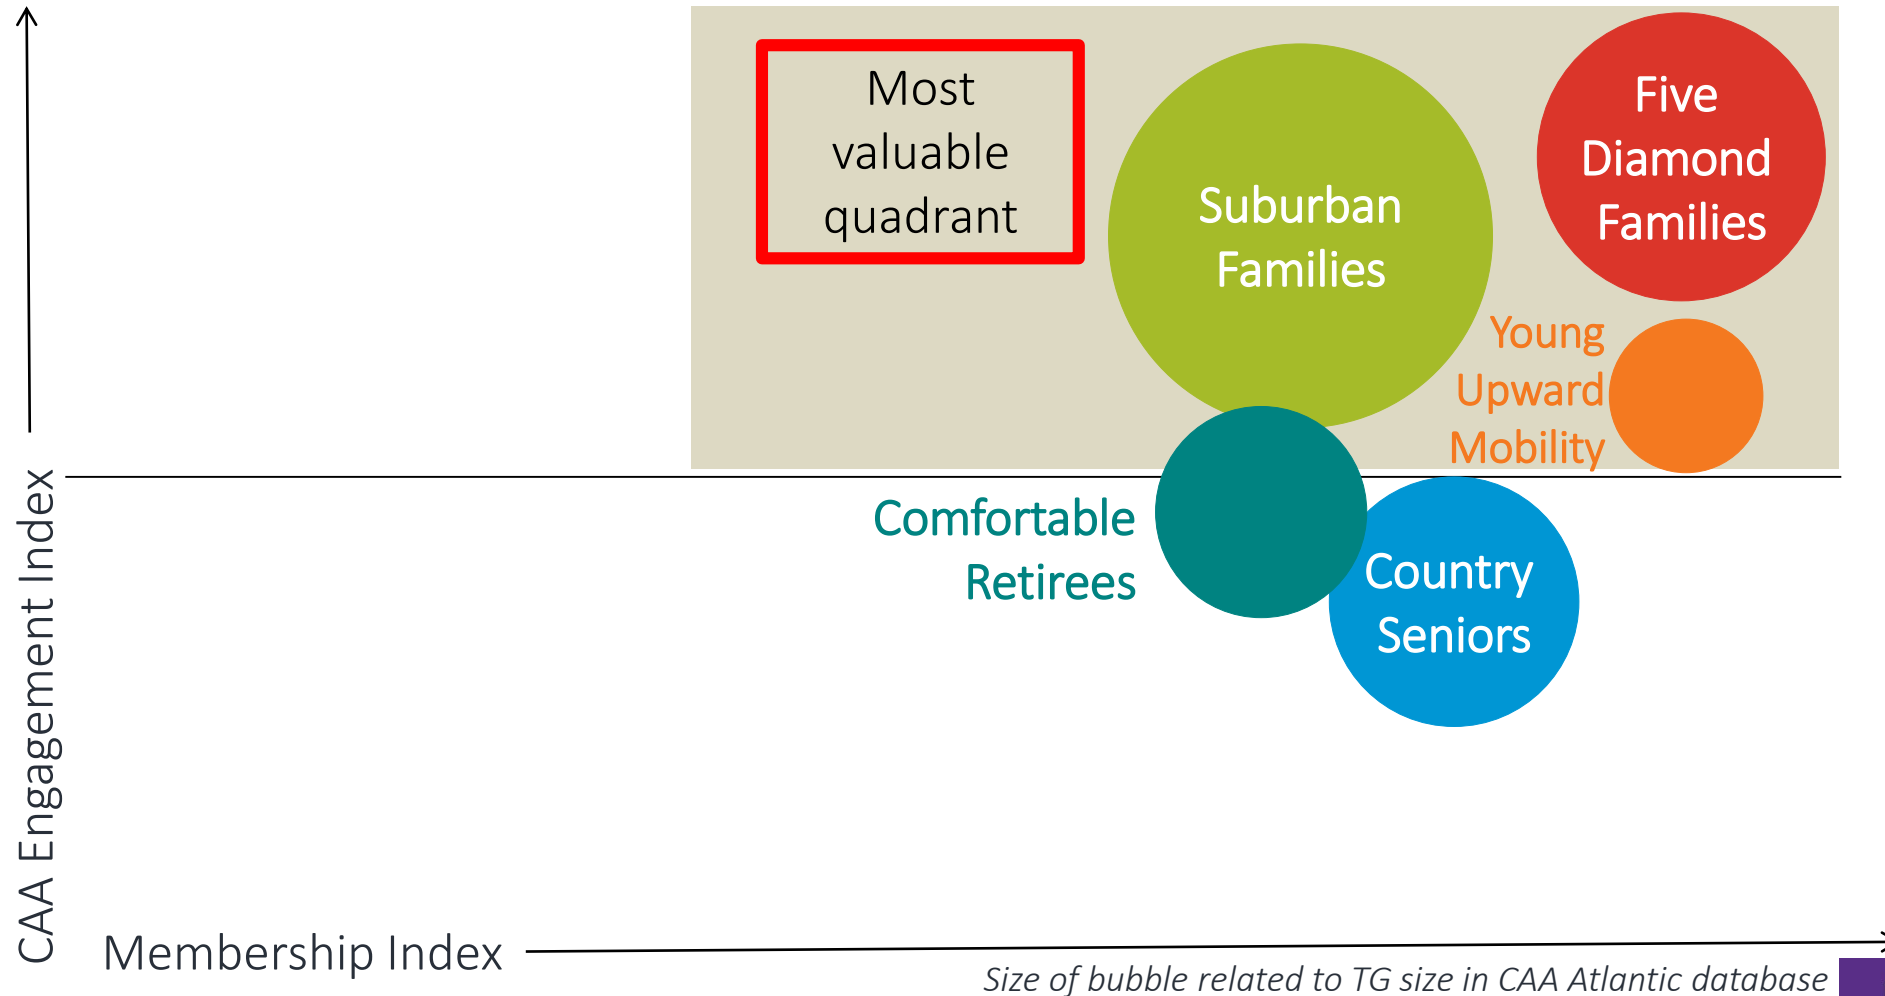 Most
valuable
quadrant
Suburban
Families
Five
Diamond
Families
Young
Upward
Mobility
Comfortable
Retirees
Country
Seniors
CAA Engagement Index
Membership Index
Size of bubble related to TG size in CAA Atlantic database